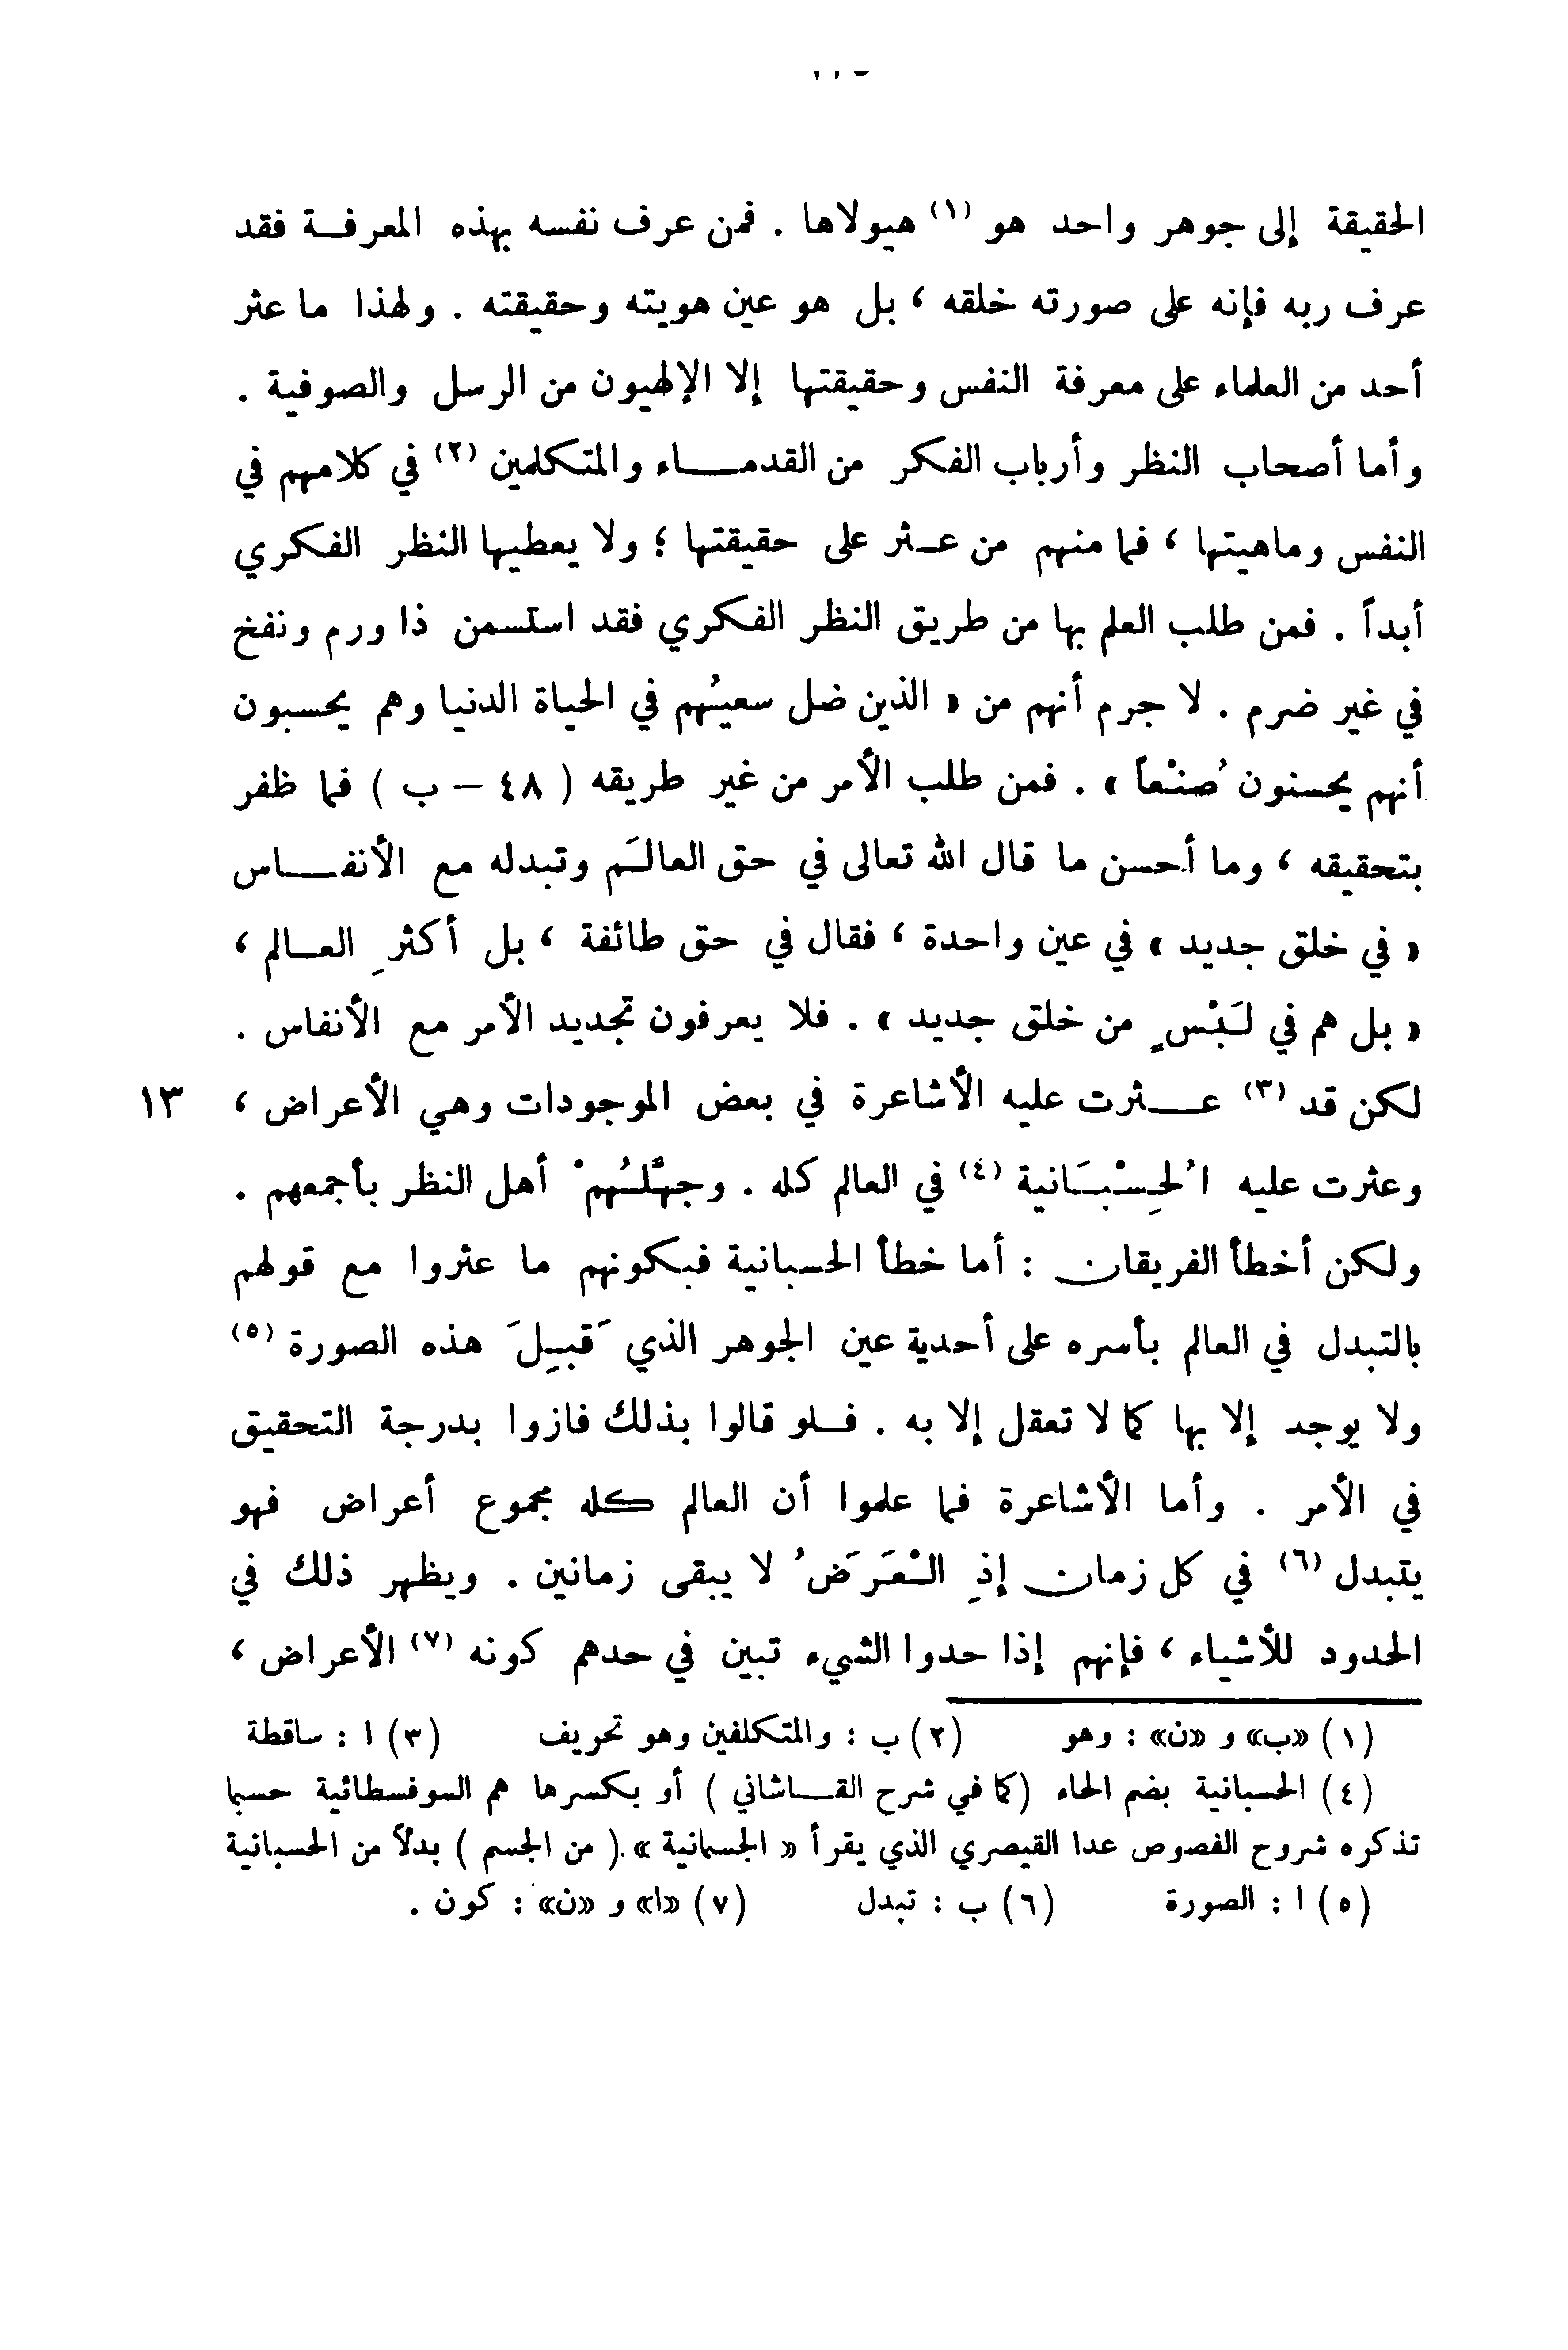 الحقيقة إلى جوهر واحد هو (١) هيولاها . فمن عرف نفسه بهذه المعرفة فقد
عرف ربه فإنه على صورته خلقه ، بل هو عين هويته وحقيقته . ولهذا ما عثر
أحد من العلماء على معرفة النفس وحقيقتها إلا الإلهيون من الرسل والصوفية .
وأما أصحاب النظر وأرباب الفكر من القدماء والمتكلمين (٢) في كلامهم في
النفس وماهيتها ، فما منهم من عثر على حقيقتها ؛ ولا يعطيها النظر الفكري
أبداً . فمن طلب العلم بها من طريق النظر الفكري فقد استسمن ذا ورم ونفخ
في غير ضرم . لا جرم أنهم من « الذين ضل سعيُهم في الحياة الدنيا وهم يحسبون
أنهم يحسنون صُنْعاً » . فمن طلب الأمر من غير طريقه ( ٤٨ – ب ) فما ظفر
بتحقيقه ، وما أحسن ما قال الله تعالى في حق العالَم وتبدله مع الأنفاس
« في خلق جديد » في عين واحدة ، فقال في حق طائفة ، بل أكثرِ العالم ،
« بل هم في لَبْسٍ من خلق جديد » . فلا يعرفون تجديد الأمر مع الأنفاس .
لكن قد (٣) عثرت عليه الأشاعرة في بعض الموجودات وهي الأعراض ، ١٣
وعثرت عليه الُحِسْبَانية (٤) في العالم كله . وجهَّلَُهمْ أهل النظر بأجمعهم .
ولكن أخطأ الفريقان : أما خطأ الحسبانية فبكونهم ما عثروا مع قولهم
بالتبدل في العالم بأسره على أحدية عين الجوهر الذي قَبِلَ هذه الصورة (٥)
ولا يوجد إلا بها كما لا تعقل إلا به . فلو قالوا بذلك فازوا بدرجة التحقيق
في الأمر . وأما الأشاعرة فما علموا أن العالم كله مجموع أعراض فهو
يتبدل (٦) في كل زمان إذِ الْعَرَضُ لا يبقى زمانين . ويظهر ذلك في
الحدود للأشياء ، فإنهم إذا حدوا الشيء تبين في حدهم كونه (٧) الأعراض ،
(١) «ب» و «ن» : وهو (٢) ب : والمتكلفين وهو تحريف (٣) ا : ساقطة
(٤) الحسبانية بضم الحاء (كما في شرح القاشاني ) أو بكسرها هم السوفسطائية حسبما
تذكره شروح الفصوص عدا القيصري الذي يقرأ « الجسمانية » ( من الجسم ) بدلاً من الحسبانية
(٥) ا : الصورة (٦) ب : تبدل (٧) «ا» و «ن» : كون .